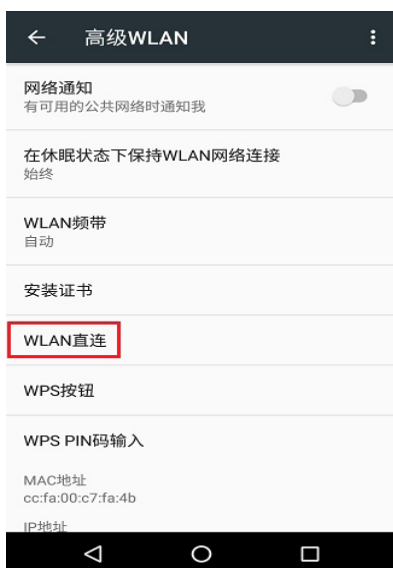 高级WLAN
网络通知
有可用的公共网络时通知我
在休眠状态下保持WLAN网络连接
始终
WLAN频带
自动
安装证书
WLAN直连
WPS按钮
WPS PIN码输入
MAC地址
cc:fa:00:c7:fa:4b
IP地址